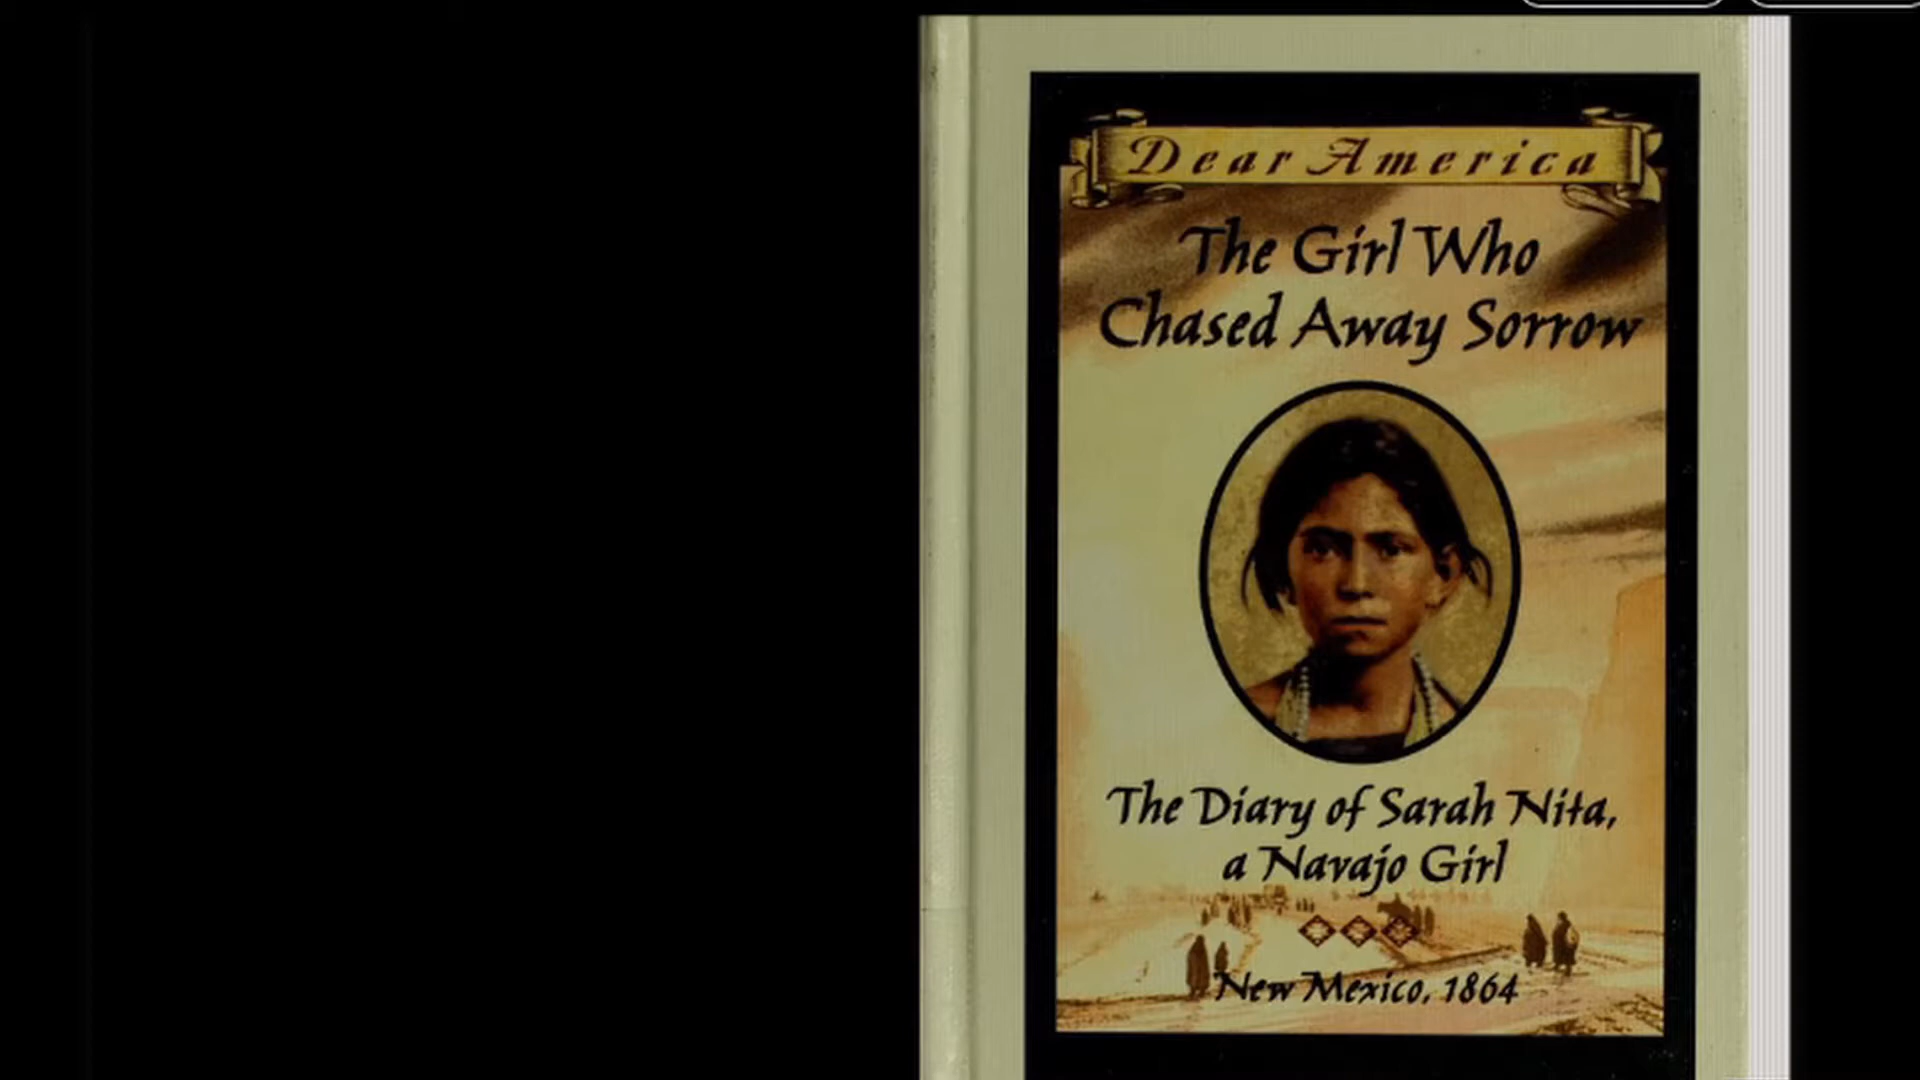 Dear America
The Girl Who
Chased Away Sorrow
The Diary of Sarah Nita,
a Navajo Girl
New Mexico, 1864